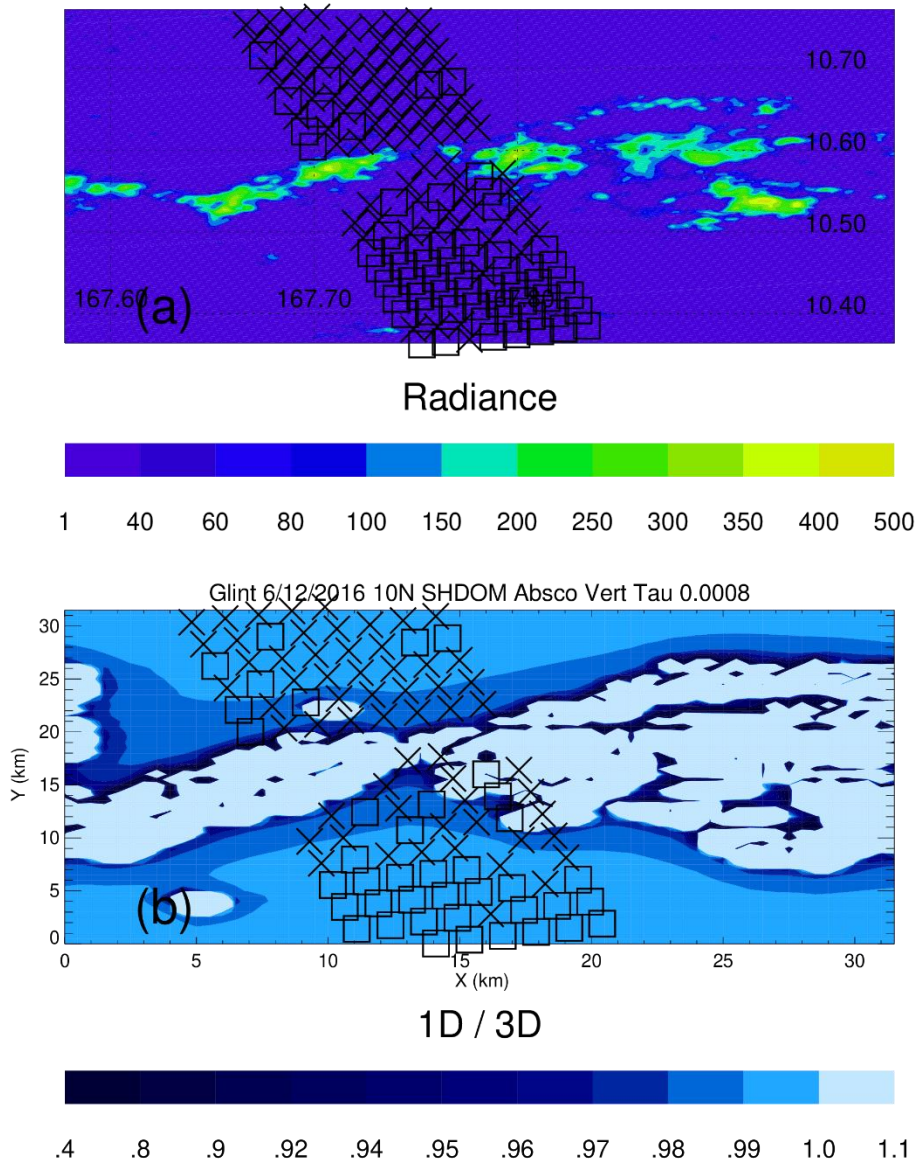 10.70
10.60
10.50
167.60 167.70 10.40
(a)
Radiance
1 40 60 80 100 150 200 250 300 350 400 500
Glint 6/12/2016 10N SHDOM Absco Vert Tau 0.0008
30
25
20
Y (km)
15
10
5
(b)
0
0 5 10 15 20 25 30
X (km)
1D / 3D
.4 .8 .9 .92 .94 .95 .96 .97 .98 .99 1.0 1.1